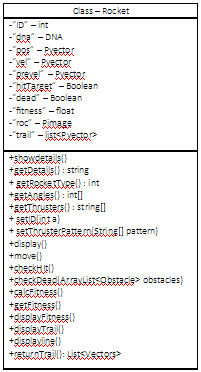 Class – Rocket
-"ID" – int
-"dna" – DNA
-"pos" – Pvector
-"vel" – Pvector
-"prevel" – Pvector
-"hitTarget" – Boolean
-"dead" – Boolean
-"fitness" – float
-"roc" – Pimage
-"trail" – list<Pvector>
+showdetails()
+getDetails() : string
+ getRocketType() : int
+getAngles() : int[]
+getThrusters() : string[]
+ setID(int a)
+ setThrusterPattern(String[] pattern)
+display()
+move()
+checkHit()
+checkDead(ArrayList<Obstacle> obstacles)
+calcFitness()
+getFitness()
+displayFitness()
+displayTrail()
+displayline()
+returnTrail(): List<Vectors>